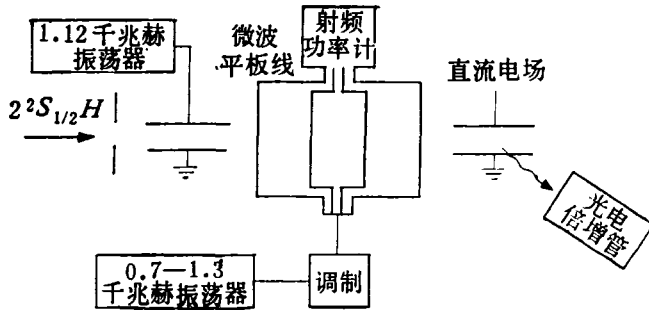 1.12千兆赫
振荡器
微波
平板线
射频
功率计
直流电场
2²S₁/₂H
光电
倍增管
0.7—1.3
千兆赫振荡器
调制